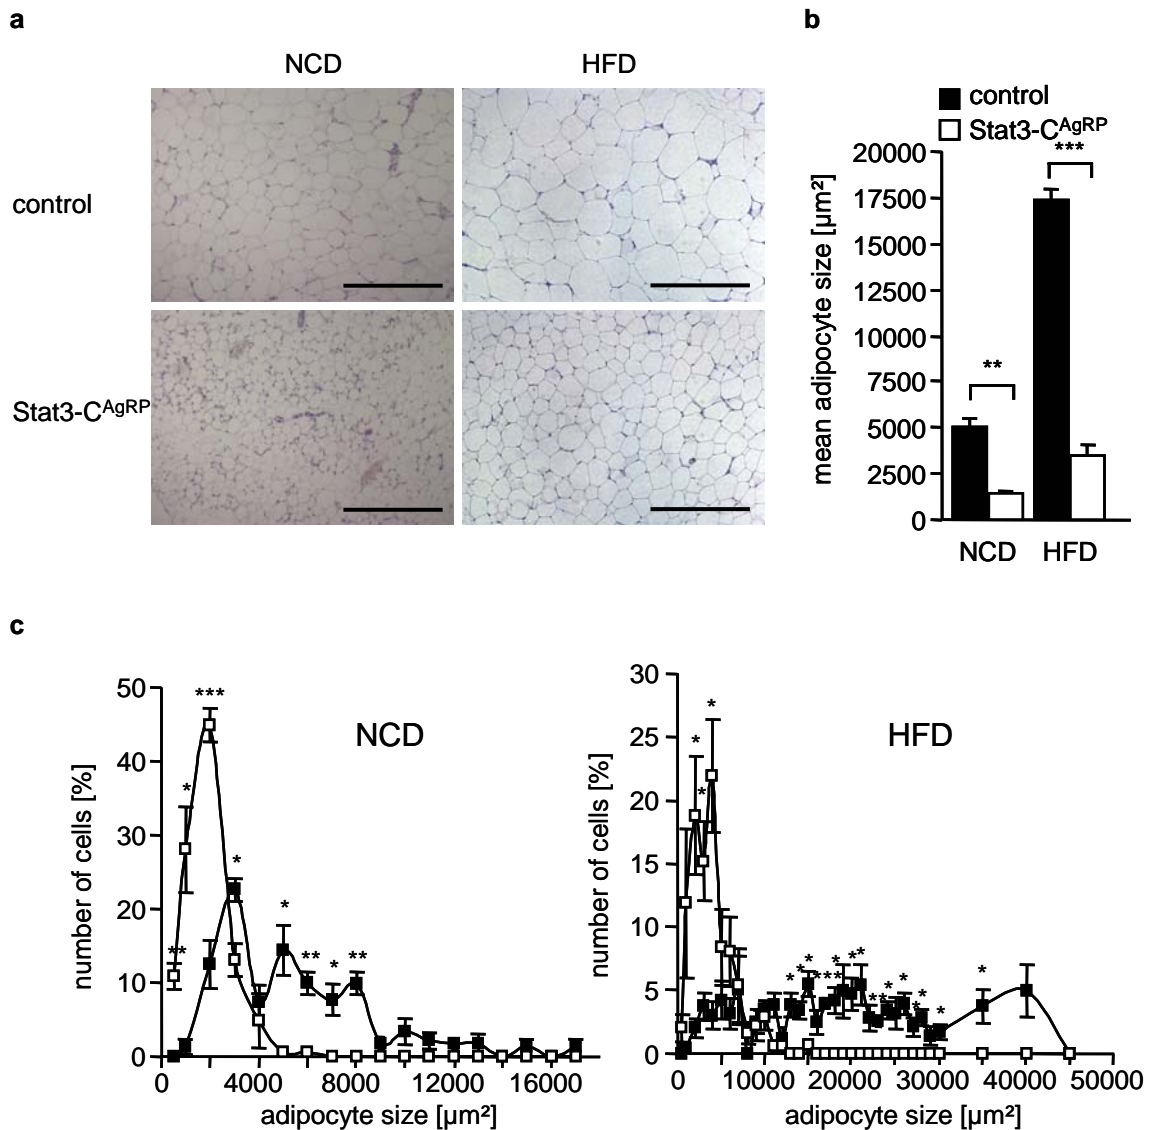 a
NCD
HFD
control
Stat3-CAgRP
b
control
Stat3-CAgRP
***
**
mean adipocyte size [µm²]
20000
17500
15000
12500
10000
7500
5000
2500
0
NCD
HFD
c
NCD
number of cells [%]
50
40
30
20
10
0
**
*
***
*
*
**
*
**
0
4000
8000
12000
16000
adipocyte size [µm²]
HFD
number of cells [%]
30
25
20
15
10
5
0
*
*
*
0
10000
20000
30000
40000
50000
adipocyte size [µm²]